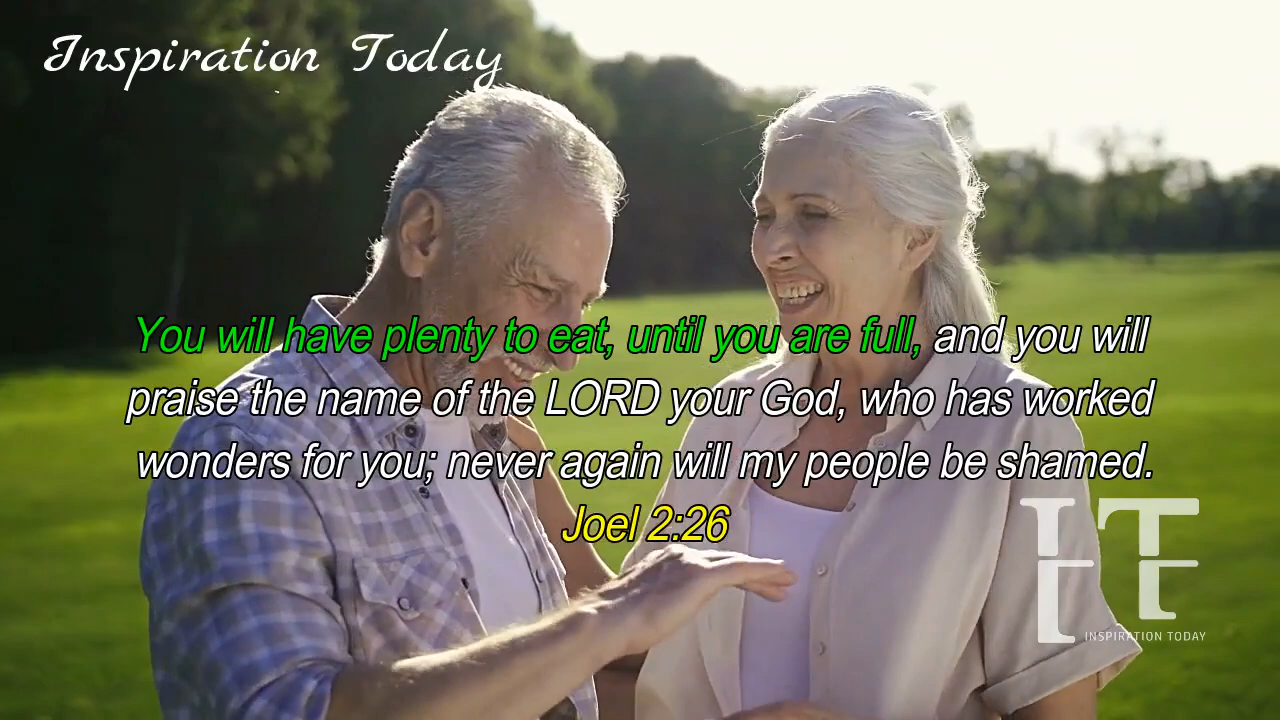 Inspiration Today
You will have plenty to eat, until you are full, and you will
praise the name of the LORD your God, who has worked
wonders for you; never again will my people be shamed.
Joel 2:26
IT
INSPIRATION TODAY